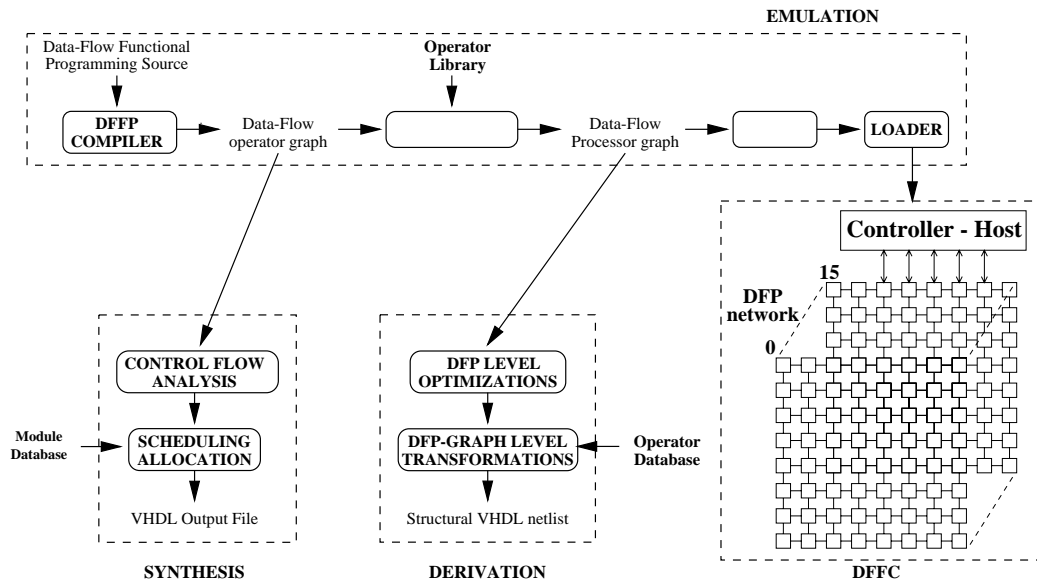 EMULATION
Data-Flow Functional
Programming Source
Operator
Library
DFFP
COMPILER
Data-Flow
operator graph
Data-Flow
Processor graph
LOADER
Controller - Host
15
DFP
network
0
CONTROL FLOW
ANALYSIS
DFP LEVEL
OPTIMIZATIONS
Module
Database
SCHEDULING
ALLOCATION
DFP-GRAPH LEVEL
TRANSFORMATIONS
Operator
Database
VHDL Output File
Structural VHDL netlist
SYNTHESIS
DERIVATION
DFFC